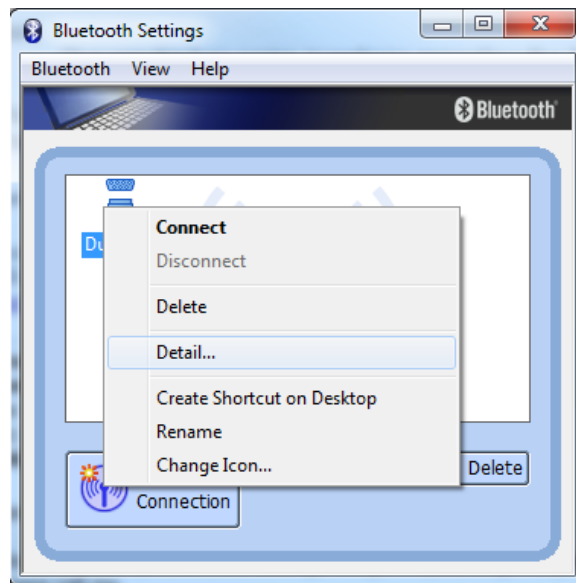 Bluetooth Settings
Bluetooth View Help
Bluetooth
Connect
Disconnect
Delete
Detail...
Create Shortcut on Desktop
Rename
Change Icon...
Connection
Delete